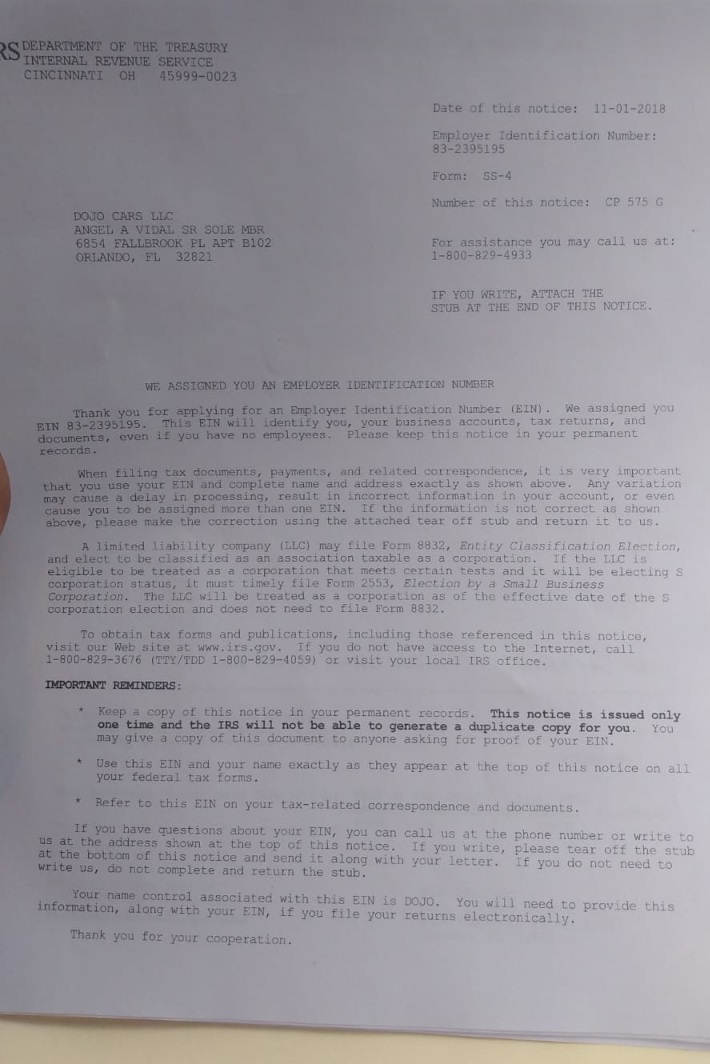 RS DEPARTMENT OF THE TREASURY
INTERNAL REVENUE SERVICE
CINCINNATI OH 45999-0023
Date of this notice: 11-01-2018
Employer Identification Number:
83-2395195
Form: SS-4
Number of this notice: CP 575 G
DOJO CARS LLC
ANGEL A VIDAL SR SOLE MBR
6854 FALLBROOK PL APT B102
ORLANDO, FL 32821
For assistance you may call us at:
1-800-829-4933
IF YOU WRITE, ATTACH THE
STUB AT THE END OF THIS NOTICE.
WE ASSIGNED YOU AN EMPLOYER IDENTIFICATION NUMBER
Thank you for applying for an Employer Identification Number (EIN). We assigned you
EIN 83-2395195. This EIN will identify you, your business accounts, tax returns, and
documents, even if you have no employees. Please keep this notice in your permanent
records.
When filing tax documents, payments, and related correspondence, it is very important
that you use your EIN and complete name and address exactly as shown above. Any variation
may cause a delay in processing, result in incorrect information in your account, or even
cause you to be assigned more than one EIN. If the information is not correct as shown
above, please make the correction using the attached tear off stub and return it to us.
A limited liability company (LLC) may file Form 8832, Entity Classification Election,
and elect to be classified as an association taxable as a corporation. If the LLC is
eligible to be treated as a corporation that meets certain tests and it will be electing S
corporation status, it must timely file Form 2553, Election by a Small Business
Corporation. The LLC will be treated as a corporation as of the effective date of the S
corporation election and does not need to file Form 8832.
To obtain tax forms and publications, including those referenced in this notice,
visit our Web site at www.irs.gov. If you do not have access to the Internet, call
1-800-829-3676 (TTY/TDD 1-800-829-4059) or visit your local IRS office.
IMPORTANT REMINDERS:
* Keep a copy of this notice in your permanent records. This notice is issued only
one time and the IRS will not be able to generate a duplicate copy for you. You
may give a copy of this document to anyone asking for proof of your EIN.
* Use this EIN and your name exactly as they appear at the top of this notice on all
your federal tax forms.
* Refer to this EIN on your tax-related correspondence and documents.
If you have questions about your EIN, you can call us at the phone number or write to
us at the address shown at the top of this notice. If you write, please tear off the stub
at the bottom of this notice and send it along with your letter. If you do not need to
write us, do not complete and return the stub.
Your name control associated with this EIN is DOJO. You will need to provide this
information, along with your EIN, if you file your returns electronically.
Thank you for your cooperation.